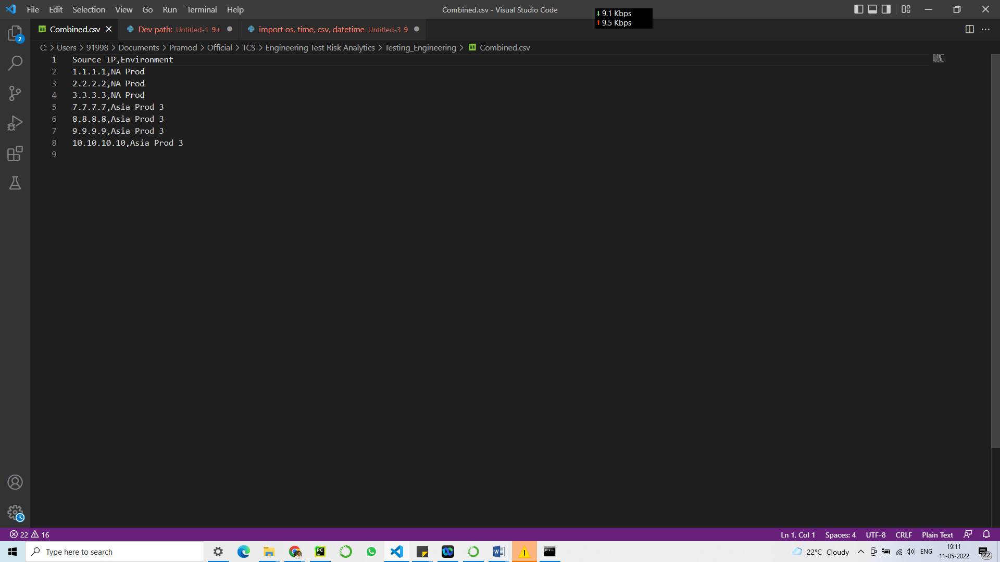 File Edit Selection View Go Run Terminal Help
Combined.csv - Visual Studio Code
↓ 9.1 Kbps
↑ 9.5 Kbps
Combined.csv
Dev path: Untitled-1 9+
import os, time, csv, datetime Untitled-3 9
C: > Users > 91998 > Documents > Pramod > Official > TCS > Engineering Test Risk Analytics > Testing_Engineering > Combined.csv
2
1 Source IP,Environment
2 1.1.1.1,NA Prod
3 2.2.2.2,NA Prod
4 3.3.3.3,NA Prod
5 7.7.7.7,Asia Prod 3
6 8.8.8.8,Asia Prod 3
7 9.9.9.9,Asia Prod 3
8 10.10.10.10,Asia Prod 3
9
22 16
Ln 1, Col 1 Spaces: 4 UTF-8 CRLF Plain Text
Type here to search
PC
22°C Cloudy
ENG
19:11
11-05-2022
22